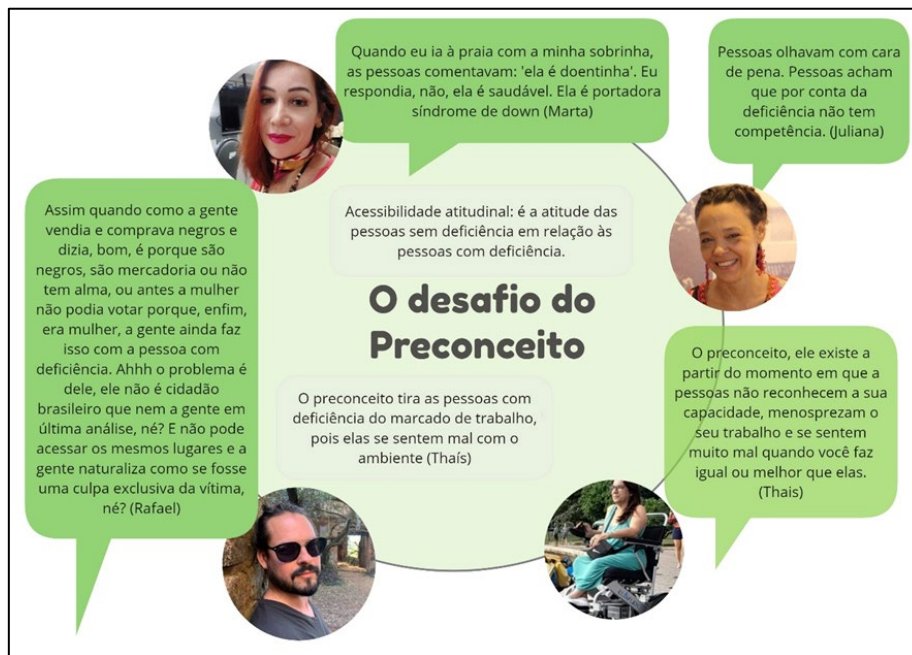 Quando eu ia à praia com a minha sobrinha,
as pessoas comentavam: 'ela é doentinha'. Eu
respondia, não, ela é saudável. Ela é portadora
síndrome de down (Marta)
Pessoas olhavam com cara
de pena. Pessoas acham
que por conta da
deficiência não tem
competência. (Juliana)
Assim quando como a gente
vendia e comprava negros e
dizia, bom, é porque são
negros, são mercadoria ou não
tem alma, ou antes a mulher
não podia votar porque, enfim,
era mulher, a gente ainda faz
isso com a pessoa com
deficiência. Ahhh o problema é
dele, ele não é cidadão
brasileiro que nem a gente em
última análise, né? E não pode
acessar os mesmos lugares e a
gente naturaliza como se fosse
uma culpa exclusiva da vítima,
né? (Rafael)
Acessibilidade atitudinal: é a atitude das
pessoas sem deficiência em relação às
pessoas com deficiência.
O desafio do
Preconceito
O preconceito tira as pessoas com
deficiência do marcado de trabalho,
pois elas se sentem mal com o
ambiente (Thaís)
O preconceito, ele existe a
partir do momento em que a
pessoas não reconhecem a sua
capacidade, menosprezam o
seu trabalho e se sentem
muito mal quando você faz
igual ou melhor que elas.
(Thais)